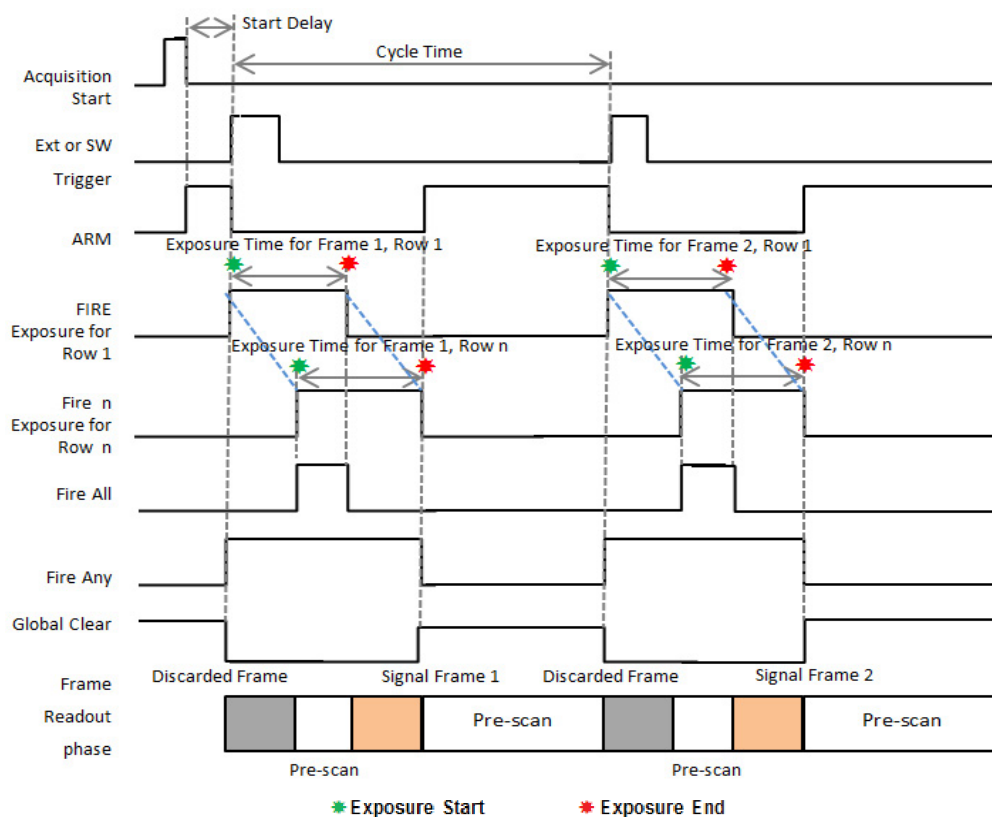 Start Delay
Cycle Time
Acquisition
Start
Ext or SW
Trigger
ARM
Exposure Time for Frame 1, Row 1
Exposure Time for Frame 2, Row 1
FIRE
Exposure for
Row 1
Exposure Time for Frame 1, Row n
Exposure Time for Frame 2, Row n
Fire n
Exposure for
Row n
Fire All
Fire Any
Global Clear
Discarded Frame
Signal Frame 1
Discarded Frame
Signal Frame 2
Frame
Readout
phase
Pre-scan
Pre-scan
Pre-scan
Pre-scan
Exposure Start
Exposure End